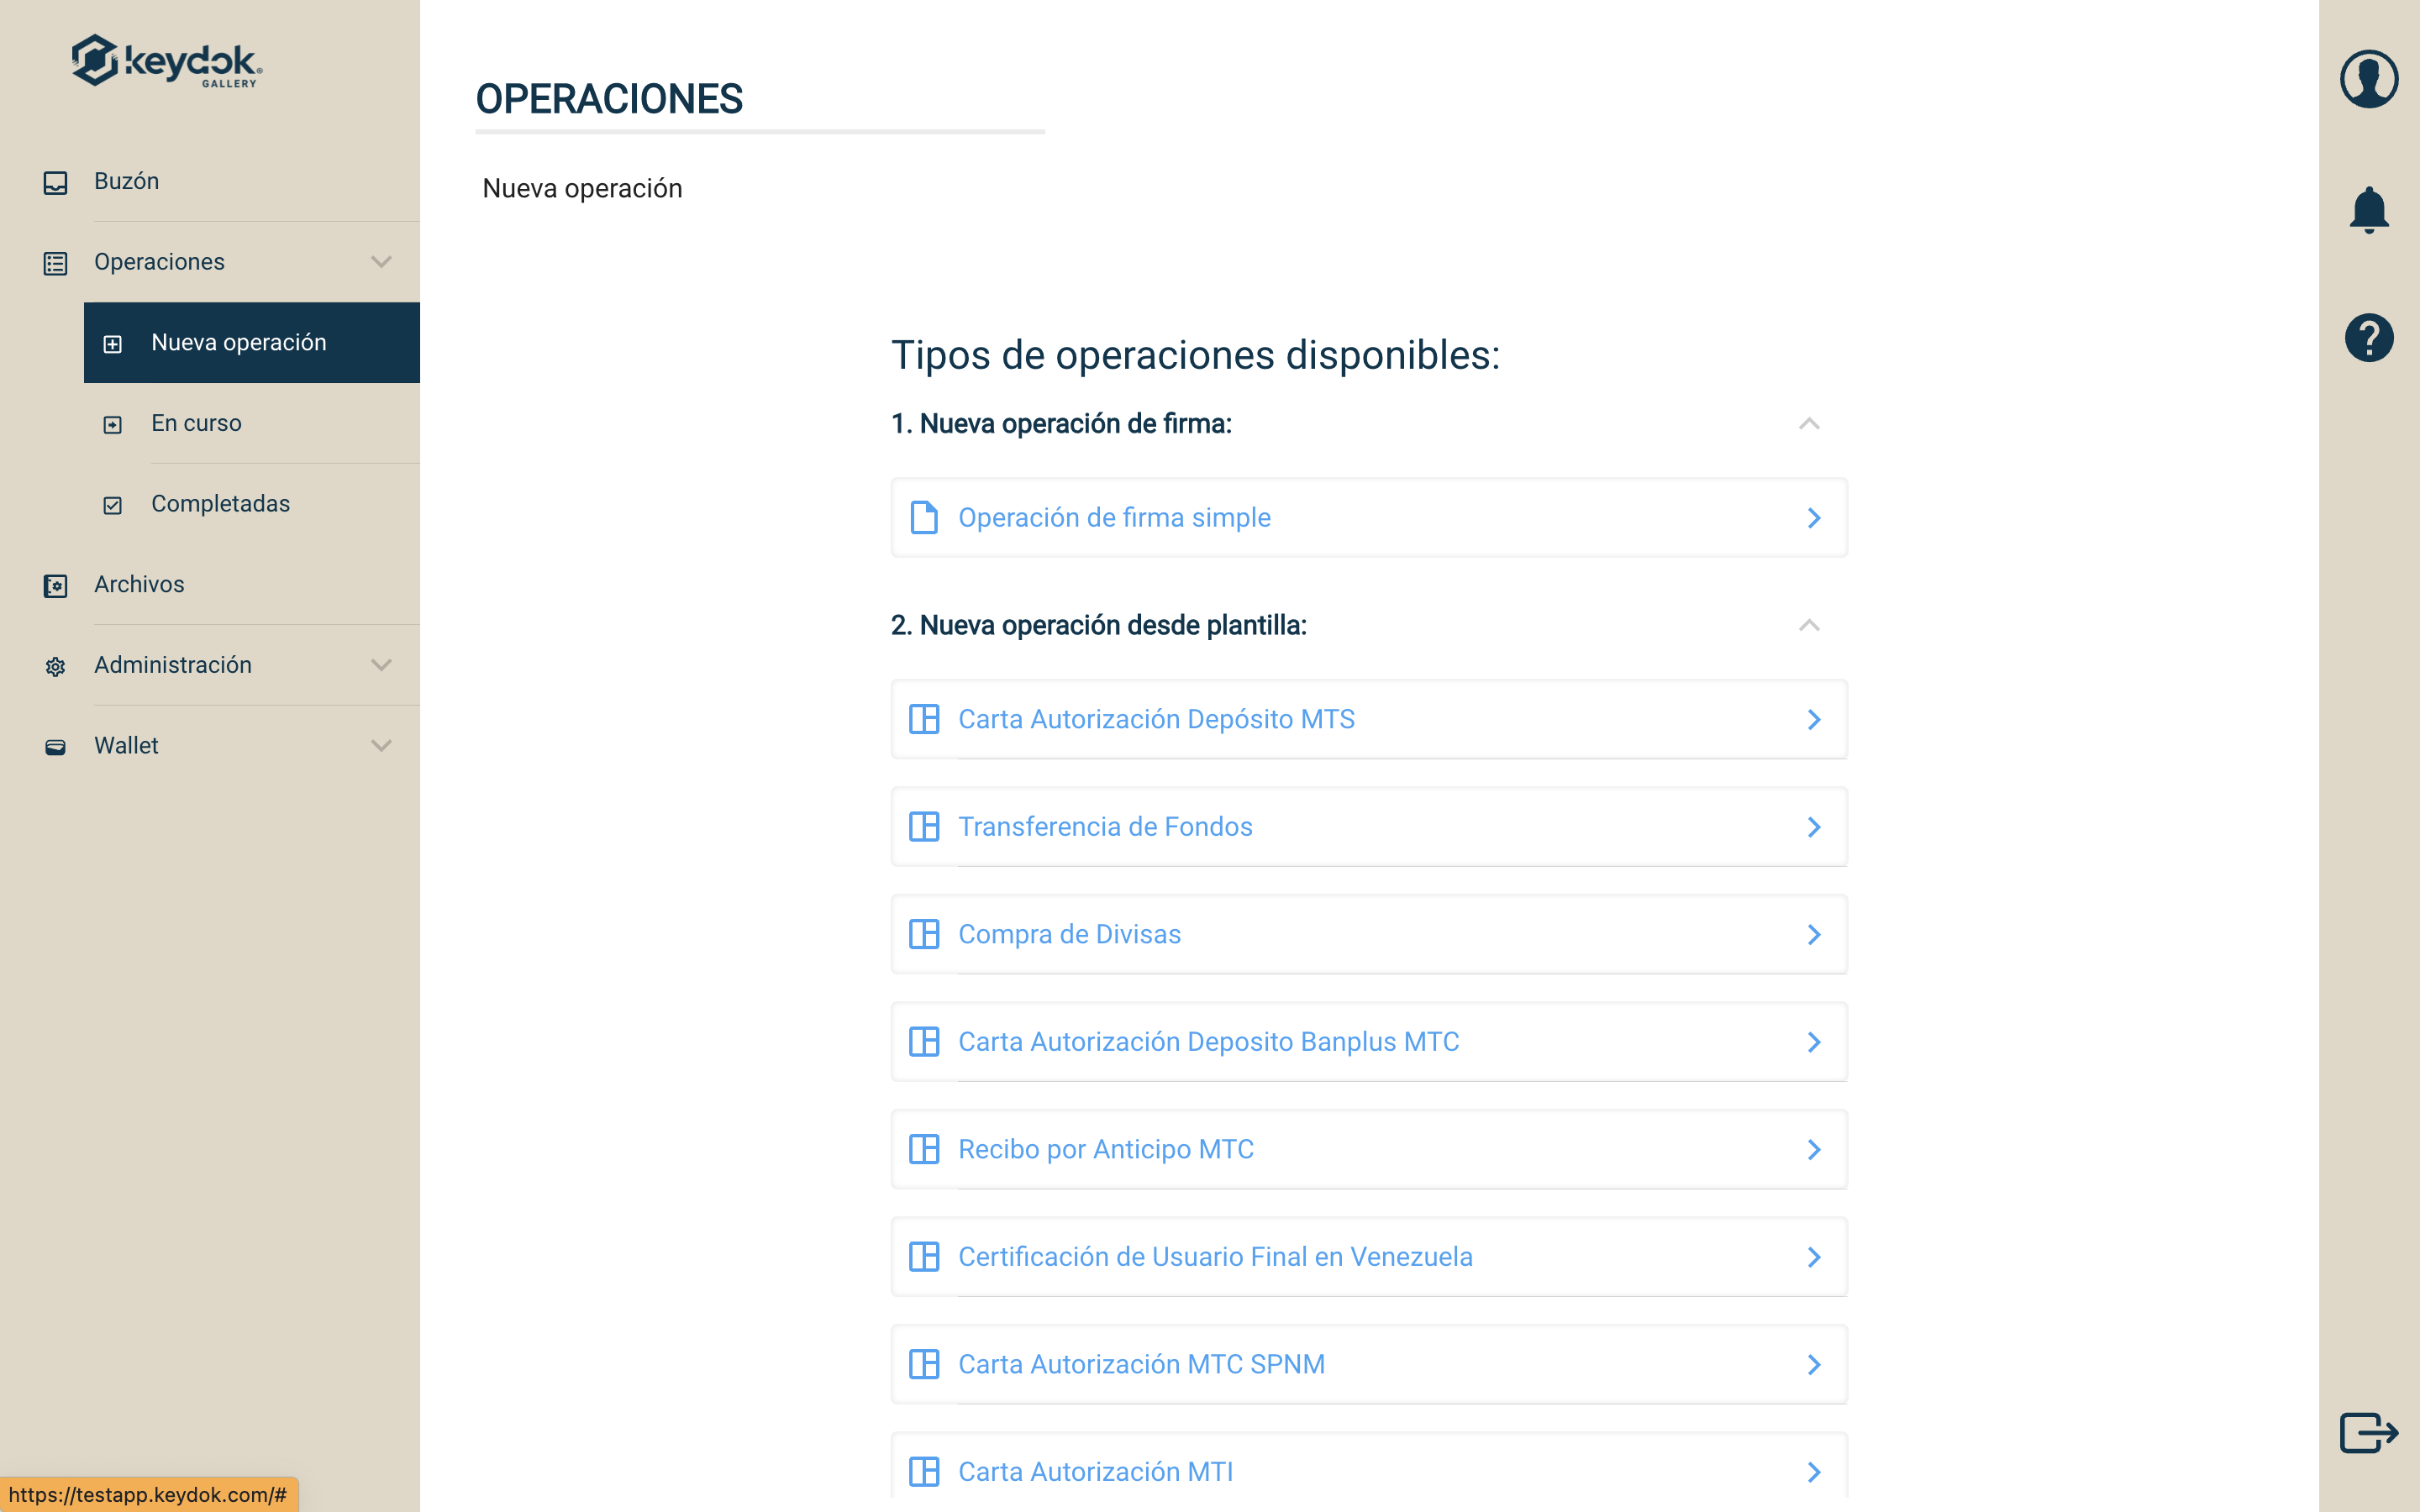 keydok®
GALLERY
Buzón
Operaciones
Nueva operación
En curso
Completadas
Archivos
Administración
Wallet
https://testapp.keydok.com/#
OPERACIONES
Nueva operación
Tipos de operaciones disponibles:
1. Nueva operación de firma:
Operación de firma simple
2. Nueva operación desde plantilla:
Carta Autorización Depósito MTS
Transferencia de Fondos
Compra de Divisas
Carta Autorización Deposito Banplus MTC
Recibo por Anticipo MTC
Certificación de Usuario Final en Venezuela
Carta Autorización MTC SPNM
Carta Autorización MTI